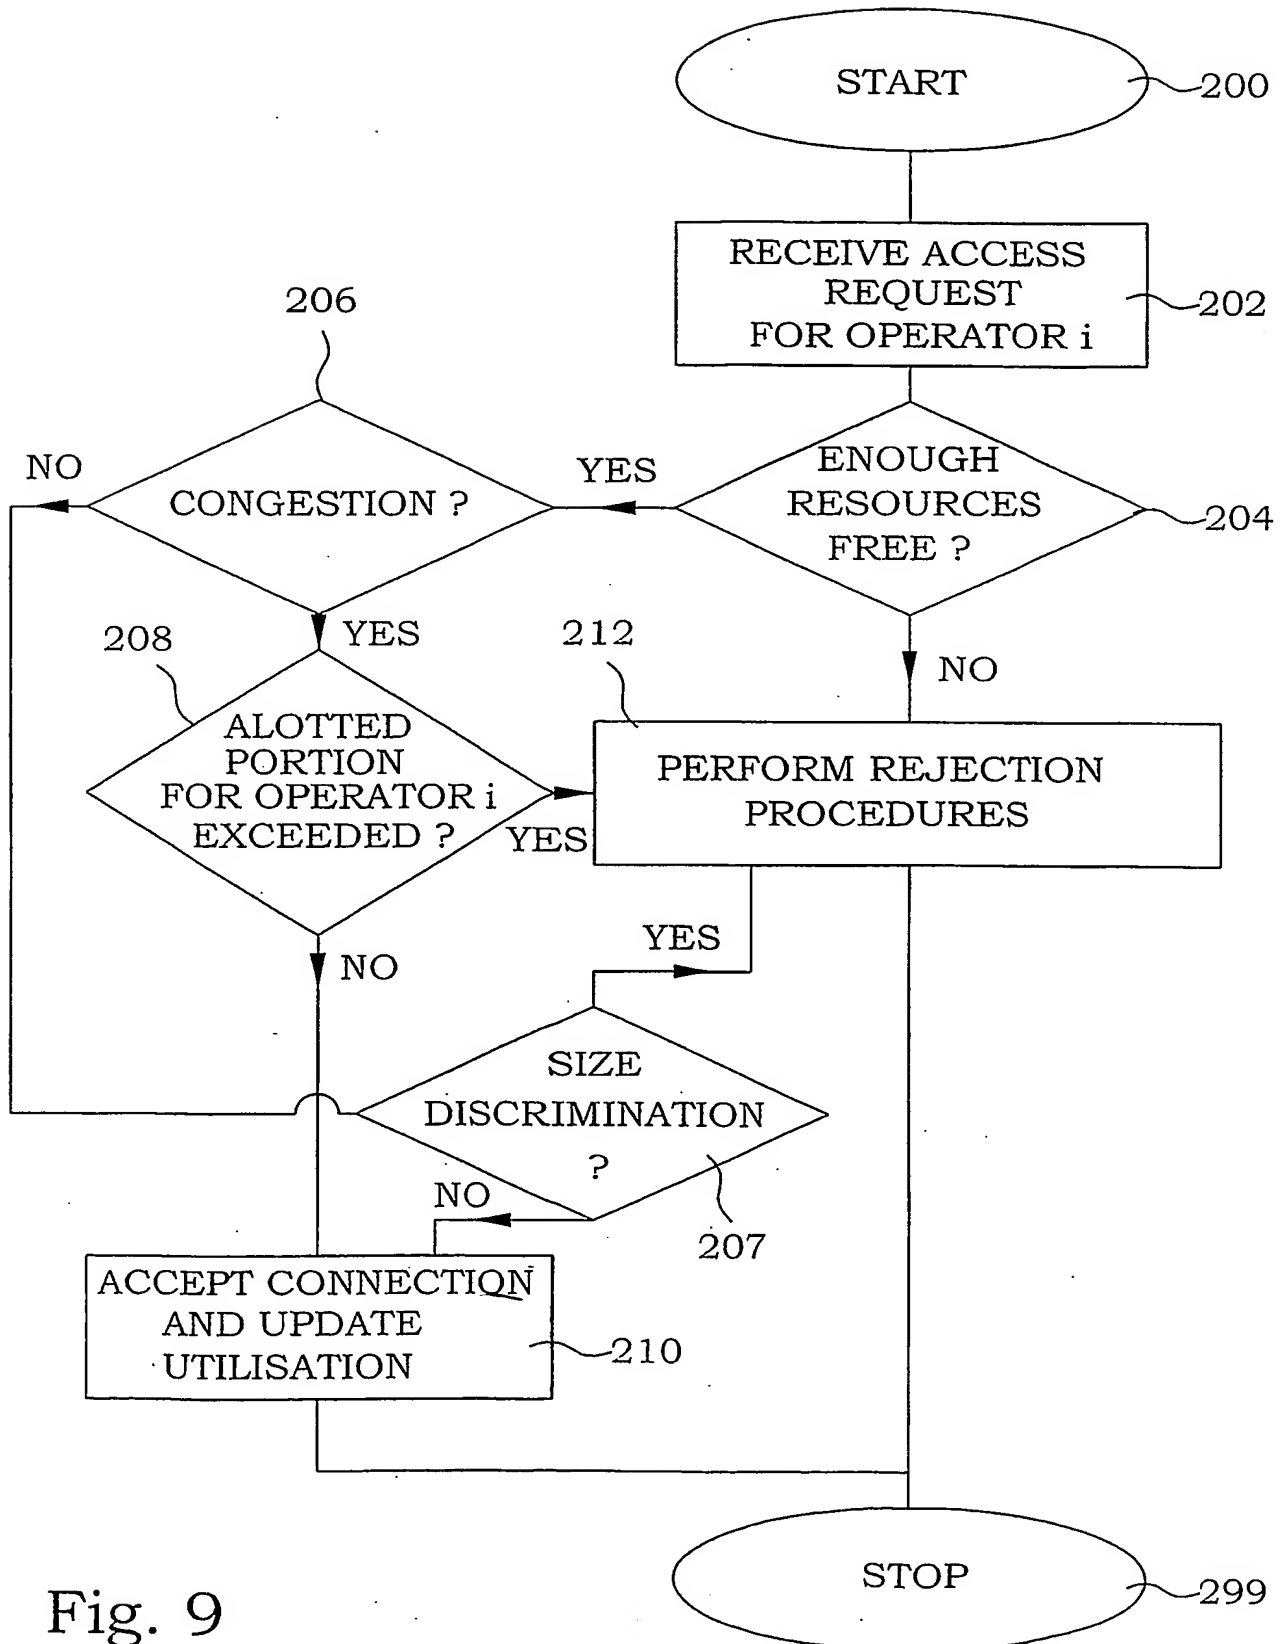 START
200
RECEIVE ACCESS
REQUEST
FOR OPERATOR i
202
206
NO
CONGESTION ?
YES
ENOUGH
RESOURCES
FREE ?
204
YES
NO
208
ALOTTED
PORTION
FOR OPERATOR i
EXCEEDED ?
YES
212
PERFORM REJECTION
PROCEDURES
NO
YES
SIZE
DISCRIMINATION
?
207
NO
ACCEPT CONNECTION
AND UPDATE
UTILISATION
210
STOP
299
Fig. 9